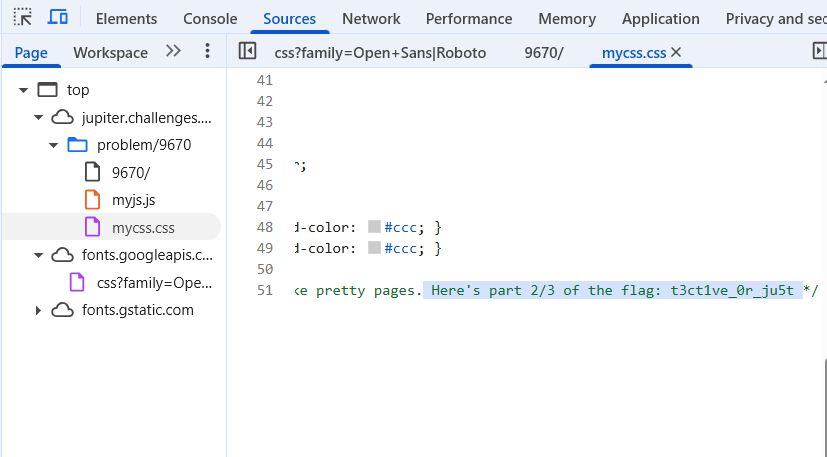 Elements Console Sources Network Performance Memory Application Privacy and sec
Page Workspace css?family=Open+Sans|Roboto 9670/ mycss.css
top
jupiter.challenges....
problem/9670
9670/
myjs.js
mycss.css
fonts.googleapis.c...
css?family=Ope...
fonts.gstatic.com
41
42
43
44
45 ;
46
47
48 d-color: #ccc; }
49 d-color: #ccc; }
50
51 ke pretty pages. Here's part 2/3 of the flag: t3ct1ve_0r_ju5t */